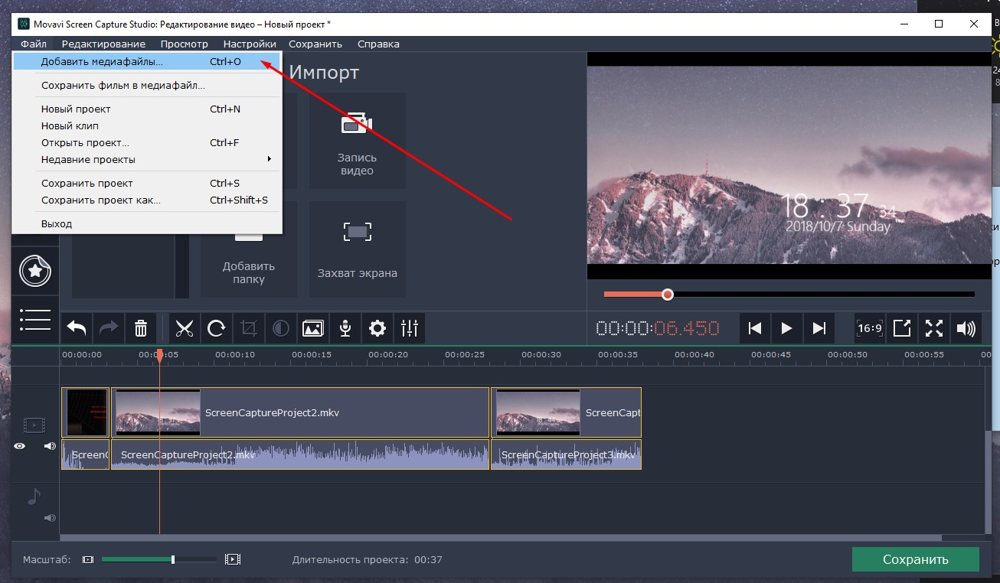 Movavi Screen Capture Studio: Редактирование видео – Новый проект *
Файл Редактирование Просмотр Настройки Сохранить Справка
Добавить медиафайлы... Ctrl+O
Сохранить фильм в медиафайл...
Новый проект Ctrl+N
Новый клип
Открыть проект... Ctrl+F
Недавние проекты
Сохранить проект Ctrl+S
Сохранить проект как... Ctrl+Shift+S
Выход
Импорт
Запись
видео
Добавить
папку
Захват экрана
18 : 37 34
2018/10/7 Sunday
00:00:06.450
16:9
00:00:00 00:00:05 00:00:10 00:00:15 00:00:20 00:00:25 00:00:30 00:00:35 00:00:40 00:00:45 00:00:50 00:00:55 00
ScreenCaptureProject2.mkv
ScreenCapt
ScreenC
ScreenCaptureProject2.mkv
ScreenCaptureProject3.mkv
Масштаб:
Длительность проекта: 00:37
Сохранить